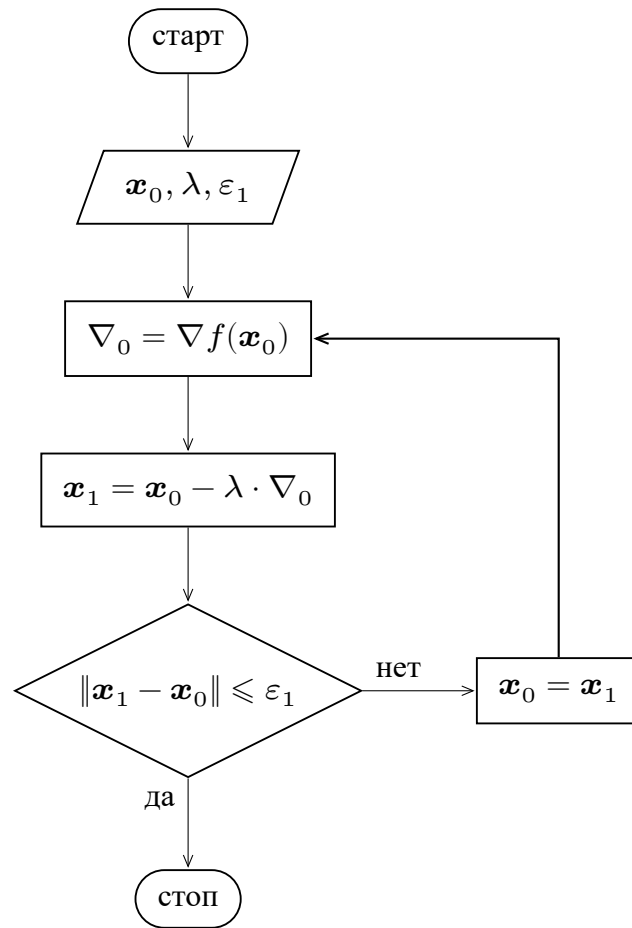 старт
x₀, λ, ε₁
∇₀ = ∇f(x₀)
x₁ = x₀ − λ · ∇₀
‖x₁ − x₀‖ ⩽ ε₁
нет
x₀ = x₁
да
стоп